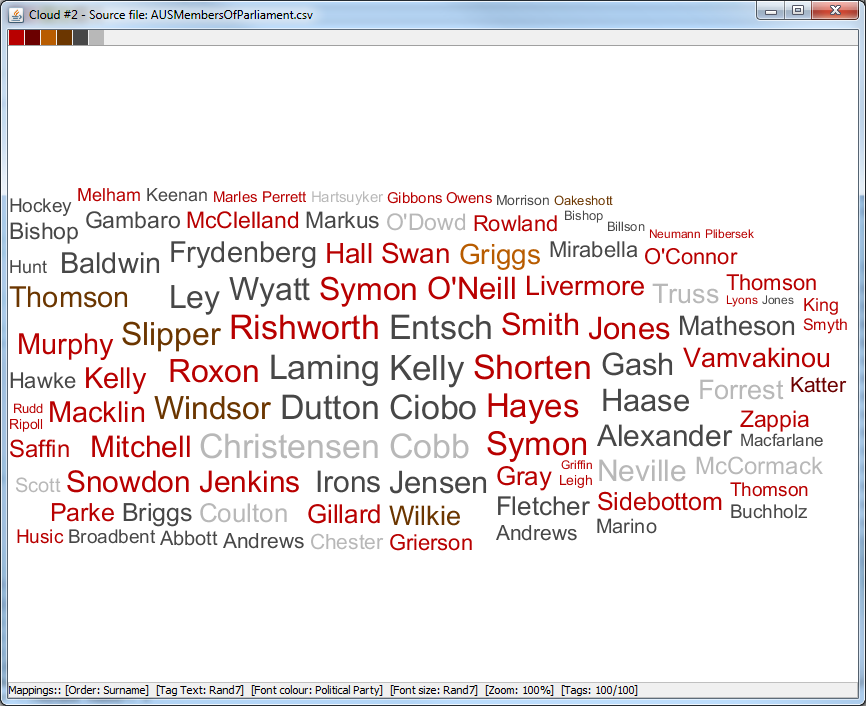 Cloud #2 - Source file: AUSMembersOfParliament.csv
Hockey Melham Keenan Marles Perrett Hartsuyker Gibbons Owens Morrison Oakeshott
Bishop Gambaro McClelland Markus O'Dowd Rowland Bishop Billson Neumann Plibersek
Hunt Baldwin Frydenberg Hall Swan Griggs Mirabella O'Connor
Thomson Ley Wyatt Symon O'Neill Livermore Truss Thomson Lyons Jones King
Murphy Slipper Rishworth Entsch Smith Jones Matheson Smyth
Hawke Kelly Roxon Laming Kelly Shorten Gash Vamvakinou
Rudd Macklin Windsor Dutton Ciobo Hayes Haase Forrest Katter
Ripoll
Saffin Mitchell Christensen Cobb Symon Alexander Zappia Macfarlane
Scott Snowdon Jenkins Irons Jensen Gray Griffin Leigh Neville McCormack
Parke Briggs Coulton Gillard Wilkie Fletcher Sidebottom Thomson Buchholz
Husic Broadbent Abbott Andrews Chester Grierson Andrews Marino
Mappings:: [Order: Surname] [Tag Text: Rand7] [Font colour: Political Party] [Font size: Rand7] [Zoom: 100%] [Tags: 100/100]